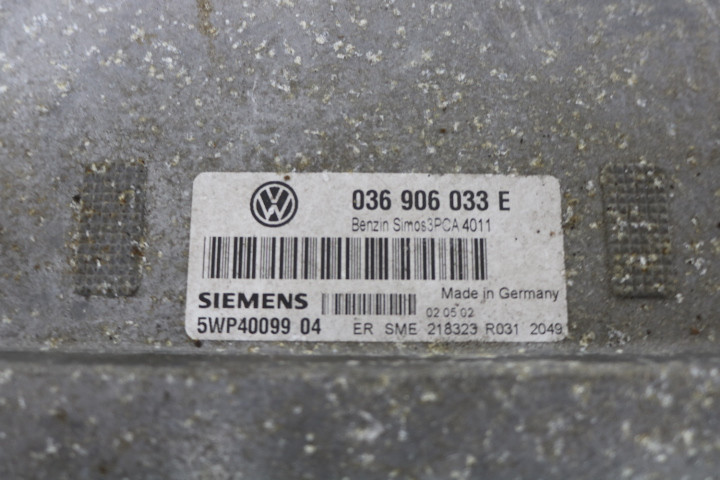 036 906 033 E
Benzin Simos3PCA 4011
Made in Germany
SIEMENS
02 05 02
5WP40099 04
ER SME 218323 R031 2049